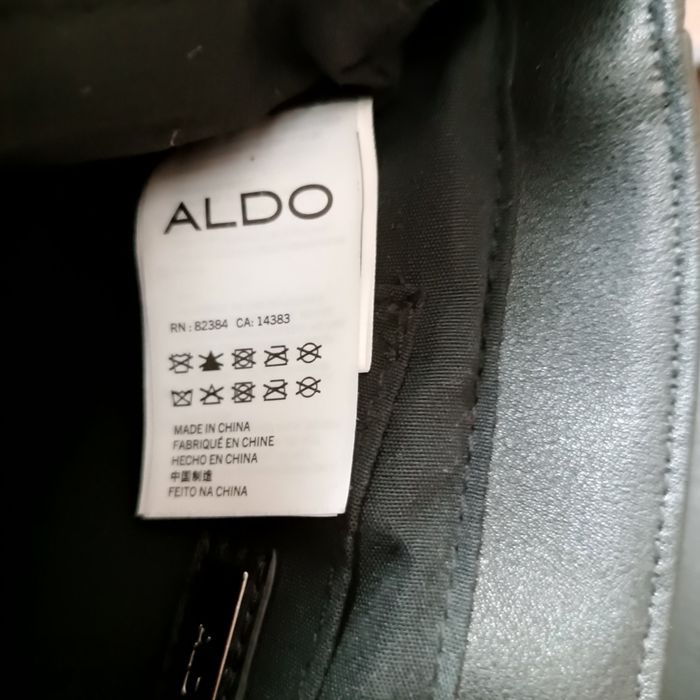 ALDO
RN : 82384 CA: 14383
MADE IN CHINA
FABRIQUÉ EN CHINE
HECHO EN CHINA
中国制造
FEITO NA CHINA